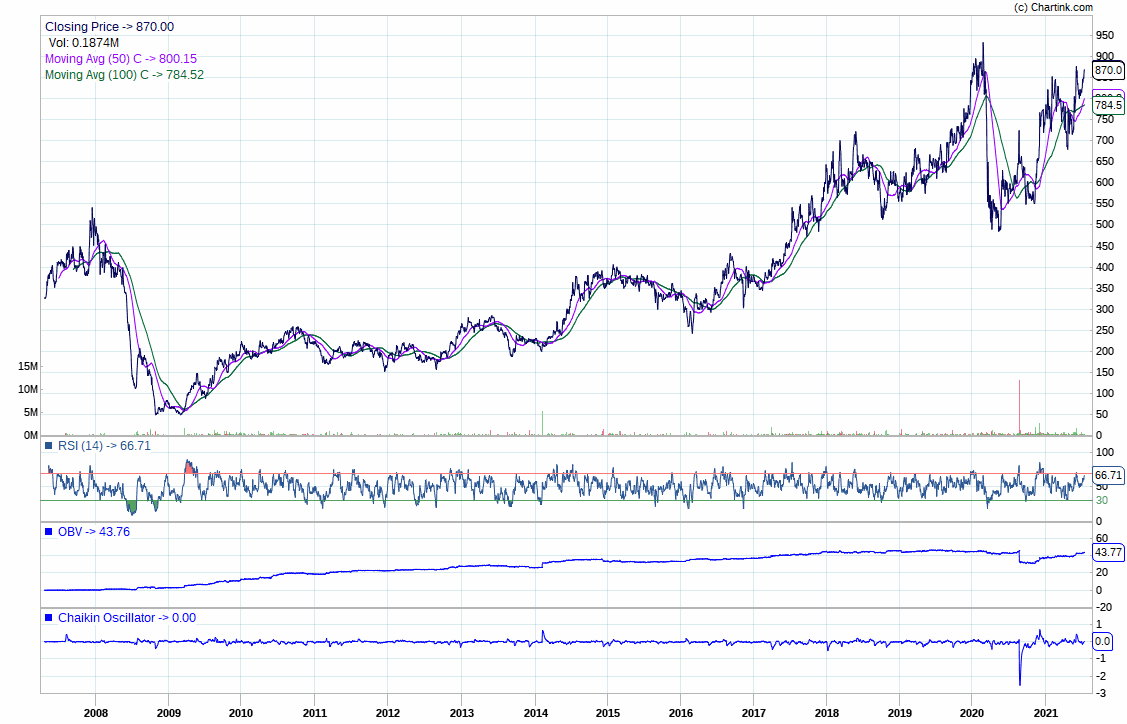 (c) Chartink.com
Closing Price -> 870.00
Vol: 0.1874M
Moving Avg (50) C -> 800.15
Moving Avg (100) C -> 784.52
950
900
870.0
784.5
750
700
650
600
550
500
450
400
350
300
250
200
150
100
50
0
15M
10M
5M
0M
RSI (14) -> 66.71
100
66.71
50
30
0
OBV -> 43.76
60
43.77
20
0
-20
Chaikin Oscillator -> 0.00
1
0.0
-1
-2
-3
2008 2009 2010 2011 2012 2013 2014 2015 2016 2017 2018 2019 2020 2021